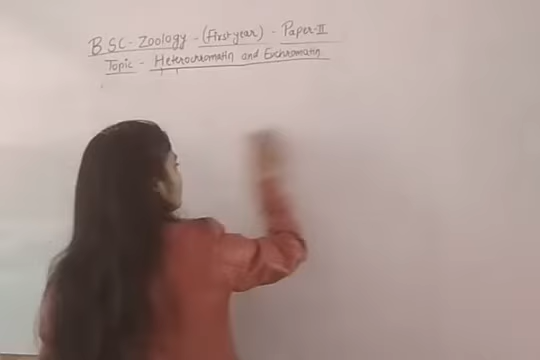 B.SC - Zoology - (First year) - Paper-II
Topic - Heterochromatin and Euchromatin